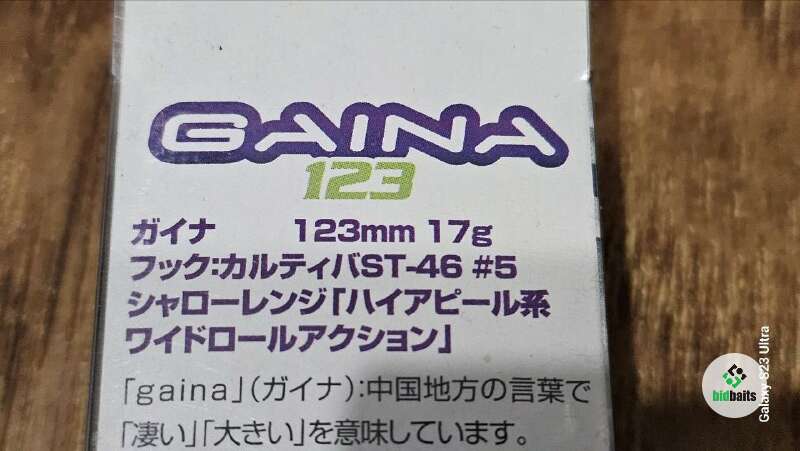 GAINA
123
ガイナ 123mm 17g
フック:カルティバST-46 #5
シャローレンジ「ハイアピール系
ワイドロールアクション」
「gaina」(ガイナ):中国地方の言葉で
「凄い」「大きい」を意味しています。
bidbaits
Galaxy S23 Ultra